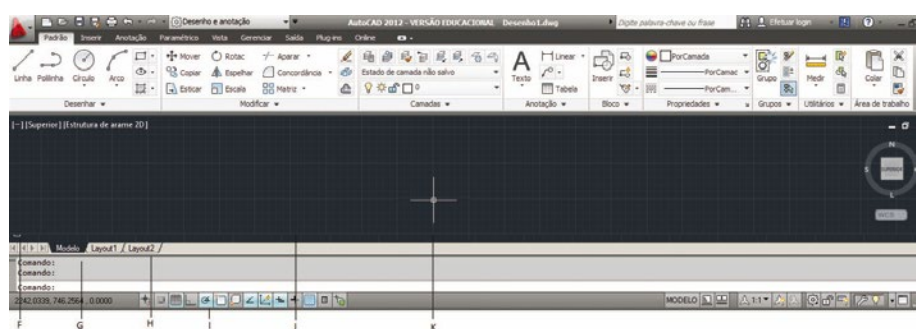 Desenho e anotação
AutoCAD 2012 - VERSÃO EDUCACIONAL Desenho1.dwg
Digite palavra-chave ou frase
Efetuar logon
Padrão Inserir Anotação Paramétrico Vista Gerenciar Saída Plug-ins Online
Linha Polilinha Círculo Arco
Mover Rotac Aparar
Copiar Espelhar Concordância
Esticar Escala Matriz
Estado de camada não salvo
0
Texto Linear
Tabela
Inserir
PorCamada
PorCamac
PorCam...
Grupo Medir Colar
Desenhar Modificar Camadas Anotação Bloco Propriedades Grupos Utilitários Área de trabalho
[−] [Superior] [Estrutura de arame 2D]
N
S SUPERIOR
L
Modelo Layout1 Layout2
Comando:
Comando:
Comando:
2242.0339, 746.2564, 0.0000 MODELO 1:1
F G H I J K